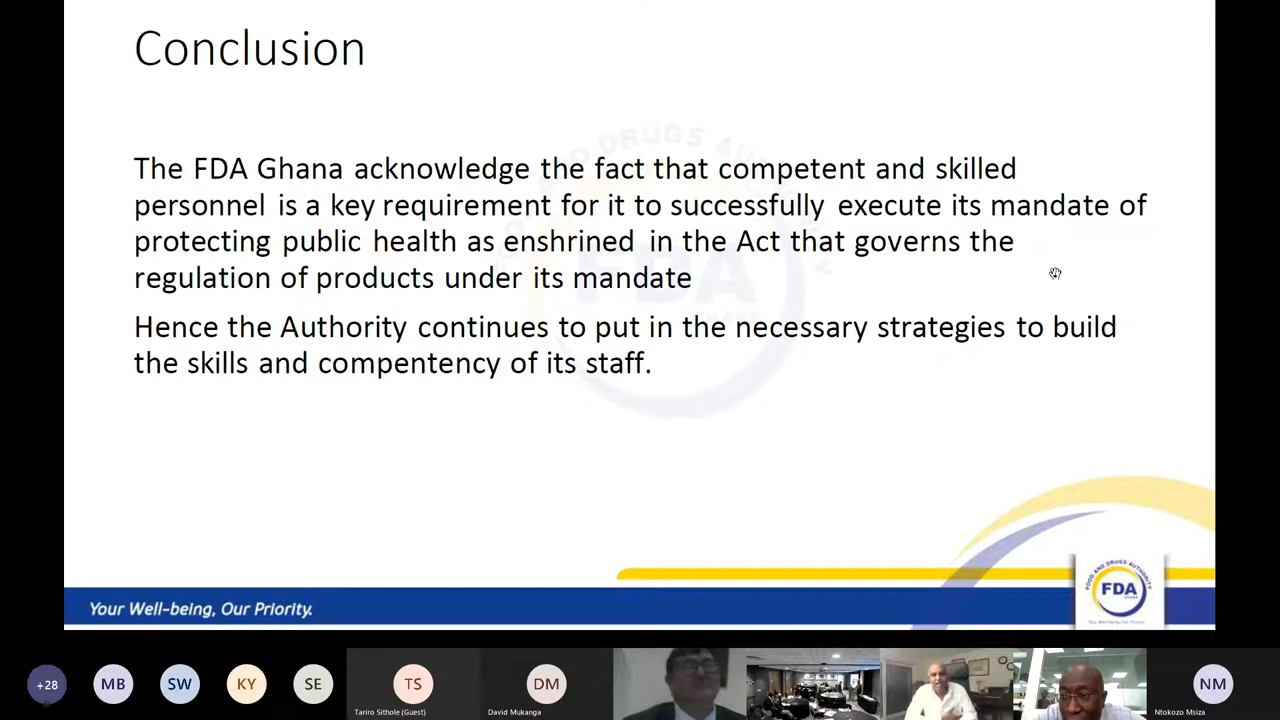 Conclusion
The FDA Ghana acknowledge the fact that competent and skilled
personnel is a key requirement for it to successfully execute its mandate of
protecting public health as enshrined in the Act that governs the
regulation of products under its mandate
Hence the Authority continues to put in the necessary strategies to build
the skills and compentency of its staff.
Your Well-being, Our Priority.
FOOD AND DRUGS AUTHORITY
FDA
+28
MB
SW
KY
SE
TS
Tariro Sithole (Guest)
DM
David Mukanga
NM
Ntokozo Msiza